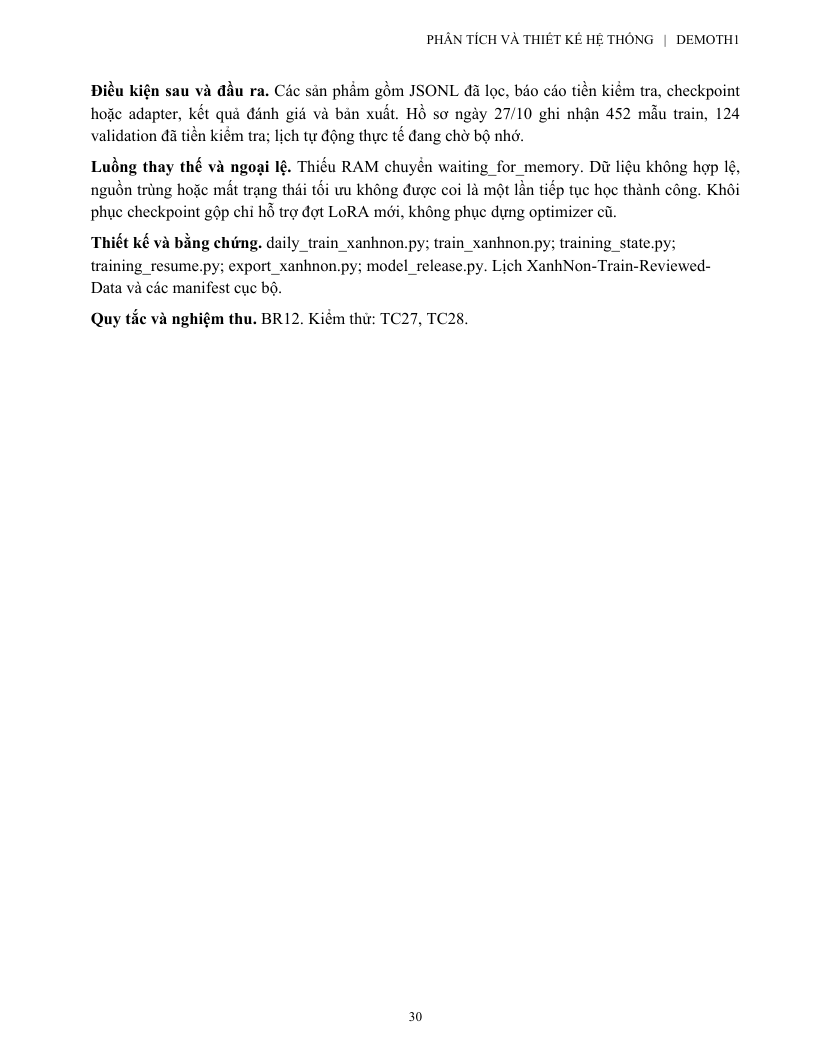 PHÂN TÍCH VÀ THIẾT KẾ HỆ THỐNG | DEMOTH1
Điều kiện sau và đầu ra. Các sản phẩm gồm JSONL đã lọc, báo cáo tiền kiểm tra, checkpoint
hoặc adapter, kết quả đánh giá và bản xuất. Hồ sơ ngày 27/10 ghi nhận 452 mẫu train, 124
validation đã tiền kiểm tra; lịch tự động thực tế đang chờ bộ nhớ.
Luồng thay thế và ngoại lệ. Thiếu RAM chuyển waiting_for_memory. Dữ liệu không hợp lệ,
nguồn trùng hoặc mất trạng thái tối ưu không được coi là một lần tiếp tục học thành công. Khôi
phục checkpoint gộp chỉ hỗ trợ đợt LoRA mới, không phục dựng optimizer cũ.
Thiết kế và bằng chứng. daily_train_xanhnon.py; train_xanhnon.py; training_state.py;
training_resume.py; export_xanhnon.py; model_release.py. Lịch XanhNon-Train-Reviewed-
Data và các manifest cục bộ.
Quy tắc và nghiệm thu. BR12. Kiểm thử: TC27, TC28.
30